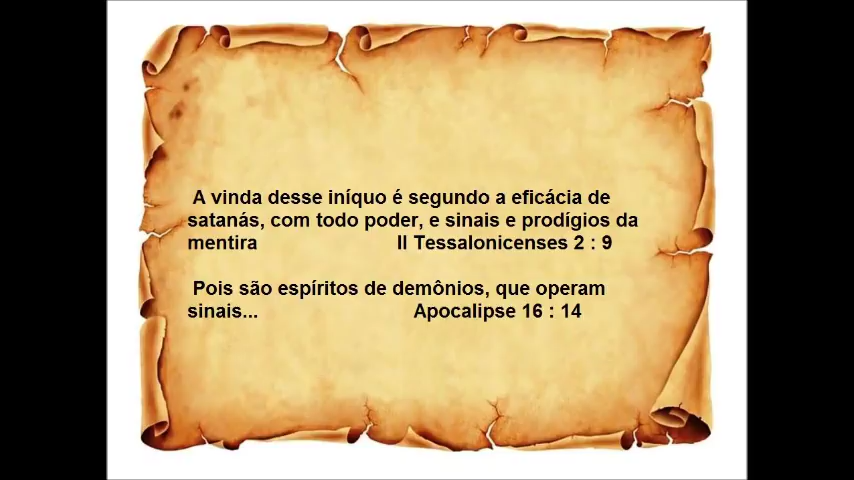 A vinda desse iníquo é segundo a eficácia de
satanás, com todo poder, e sinais e prodígios da
mentira II Tessalonicenses 2 : 9
Pois são espíritos de demônios, que operam
sinais... Apocalipse 16 : 14